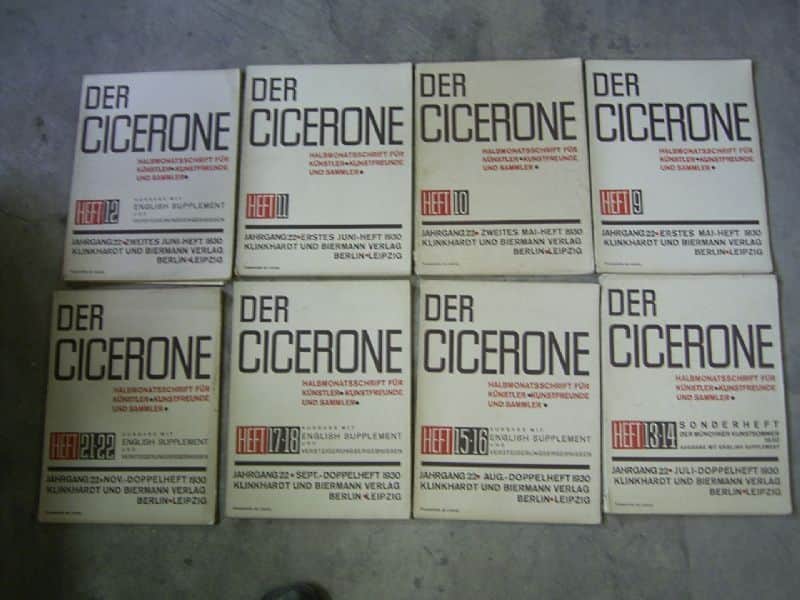 DER
CICERONE
HALBMONATSSCHRIFT FÜR
KÜNSTLER•KUNSTFREUNDE
UND SAMMLER•
HEFT 12
AUSGABE MIT
ENGLISH SUPPLEMENT
UND
VERSTEIGERUNGSERGEBNISSEN
JAHRGANG 22•ZWEITES JUNI-HEFT 1930
KLINKHARDT UND BIERMANN VERLAG
BERLIN•LEIPZIG
DER
CICERONE
HALBMONATSSCHRIFT FÜR
KÜNSTLER•KUNSTFREUNDE
UND SAMMLER•
HEFT 11
JAHRGANG 22•ERSTES JUNI-HEFT 1930
KLINKHARDT UND BIERMANN VERLAG
BERLIN•LEIPZIG
DER
CICERONE
HALBMONATSSCHRIFT FÜR
KÜNSTLER•KUNSTFREUNDE
UND SAMMLER•
HEFT 10
JAHRGANG 22•ZWEITES MAI-HEFT 1930
KLINKHARDT UND BIERMANN VERLAG
BERLIN•LEIPZIG
DER
CICERONE
HALBMONATSSCHRIFT FÜR
KÜNSTLER•KUNSTFREUNDE
UND SAMMLER•
HEFT 9
JAHRGANG 22•ERSTES MAI-HEFT 1930
KLINKHARDT UND BIERMANN VERLAG
BERLIN•LEIPZIG
DER
CICERONE
HALBMONATSSCHRIFT FÜR
KÜNSTLER•KUNSTFREUNDE
UND SAMMLER•
HEFT 21-22
AUSGABE MIT
ENGLISH SUPPLEMENT
UND
VERSTEIGERUNGSERGEBNISSEN
JAHRGANG 22•NOV.-DOPPELHEFT 1930
KLINKHARDT UND BIERMANN VERLAG
BERLIN•LEIPZIG
DER
CICERONE
HALBMONATSSCHRIFT FÜR
KÜNSTLER•KUNSTFREUNDE
UND SAMMLER•
HEFT 17-18
AUSGABE MIT
ENGLISH SUPPLEMENT
UND
VERSTEIGERUNGSERGEBNISSEN
JAHRGANG 22•SEPT.-DOPPELHEFT 1930
KLINKHARDT UND BIERMANN VERLAG
BERLIN•LEIPZIG
DER
CICERONE
HALBMONATSSCHRIFT FÜR
KÜNSTLER•KUNSTFREUNDE
UND SAMMLER•
HEFT 15-16
AUSGABE MIT
ENGLISH SUPPLEMENT
UND
VERSTEIGERUNGSERGEBNISSEN
JAHRGANG 22•AUG.-DOPPELHEFT 1930
KLINKHARDT UND BIERMANN VERLAG
BERLIN•LEIPZIG
DER
CICERONE
HALBMONATSSCHRIFT FÜR
KÜNSTLER•KUNSTFREUNDE
UND SAMMLER•
HEFT 13-14
SONDERHEFT
DER MÜNCHNER KUNSTSOMMER
1930
AUSGABE MIT ENGLISH SUPPLEMENT
JAHRGANG 22•JULI-DOPPELHEFT 1930
KLINKHARDT UND BIERMANN VERLAG
BERLIN•LEIPZIG